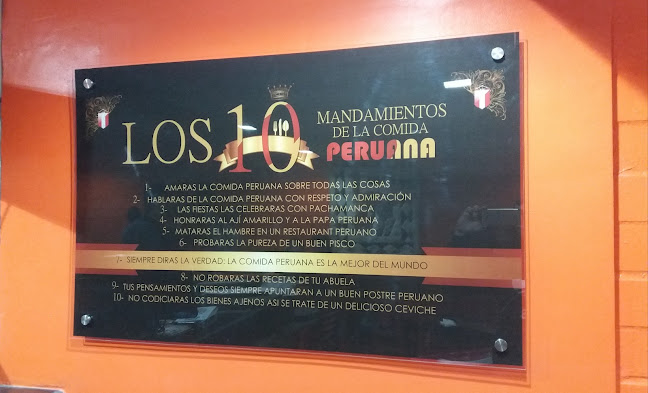 LOS 10 MANDAMIENTOS
DE LA COMIDA
PERUANA
1- AMARAS LA COMIDA PERUANA SOBRE TODAS LAS COSAS
2- HABLARAS DE LA COMIDA PERUANA CON RESPETO Y ADMIRACIÓN
3- LAS FIESTAS LAS CELEBRARAS CON PACHAMANCA
4- HONRARAS AL AJÍ AMARILLO Y A LA PAPA PERUANA
5- MATARAS EL HAMBRE EN UN RESTAURANT PERUANO
6- PROBARAS LA PUREZA DE UN BUEN PISCO
7- SIEMPRE DIRAS LA VERDAD: LA COMIDA PERUANA ES LA MEJOR DEL MUNDO
8- NO ROBARAS LAS RECETAS DE TU ABUELA
9- TUS PENSAMIENTOS Y DESEOS SIEMPRE APUNTARAN A UN BUEN POSTRE PERUANO
10- NO CODICIARAS LOS BIENES AJENOS ASI SE TRATE DE UN DELICIOSO CEVICHE